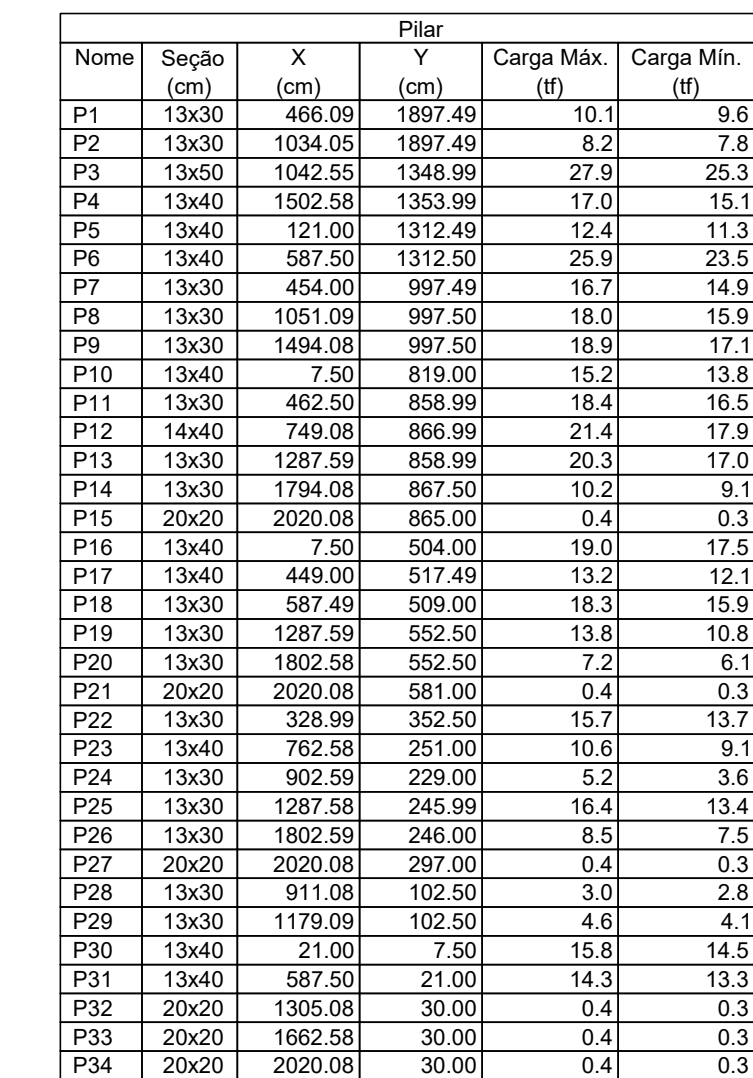 Pilar
Nome Seção X Y Carga Máx. Carga Mín.
(cm) (cm) (cm) (tf) (tf)
P1 13x30 466.09 1897.49 10.1 9.6
P2 13x30 1034.05 1897.49 8.2 7.8
P3 13x50 1042.55 1348.99 27.9 25.3
P4 13x40 1502.58 1353.99 17.0 15.1
P5 13x40 121.00 1312.49 12.4 11.3
P6 13x40 587.50 1312.50 25.9 23.5
P7 13x30 454.00 997.49 16.7 14.9
P8 13x30 1051.09 997.50 18.0 15.9
P9 13x30 1494.08 997.50 18.9 17.1
P10 13x40 7.50 819.00 15.2 13.8
P11 13x30 462.50 858.99 18.4 16.5
P12 14x40 749.08 866.99 21.4 17.9
P13 13x30 1287.59 858.99 20.3 17.0
P14 13x30 1794.08 867.50 10.2 9.1
P15 20x20 2020.08 865.00 0.4 0.3
P16 13x40 7.50 504.00 19.0 17.5
P17 13x40 449.00 517.49 13.2 12.1
P18 13x30 587.49 509.00 18.3 15.9
P19 13x30 1287.59 552.50 13.8 10.8
P20 13x30 1802.58 552.50 7.2 6.1
P21 20x20 2020.08 581.00 0.4 0.3
P22 13x30 328.99 352.50 15.7 13.7
P23 13x40 762.58 251.00 10.6 9.1
P24 13x30 902.59 229.00 5.2 3.6
P25 13x30 1287.58 245.99 16.4 13.4
P26 13x30 1802.59 246.00 8.5 7.5
P27 20x20 2020.08 297.00 0.4 0.3
P28 13x30 911.08 102.50 3.0 2.8
P29 13x30 1179.09 102.50 4.6 4.1
P30 13x40 21.00 7.50 15.8 14.5
P31 13x40 587.50 21.00 14.3 13.3
P32 20x20 1305.08 30.00 0.4 0.3
P33 20x20 1662.58 30.00 0.4 0.3
P34 20x20 2020.08 30.00 0.4 0.3